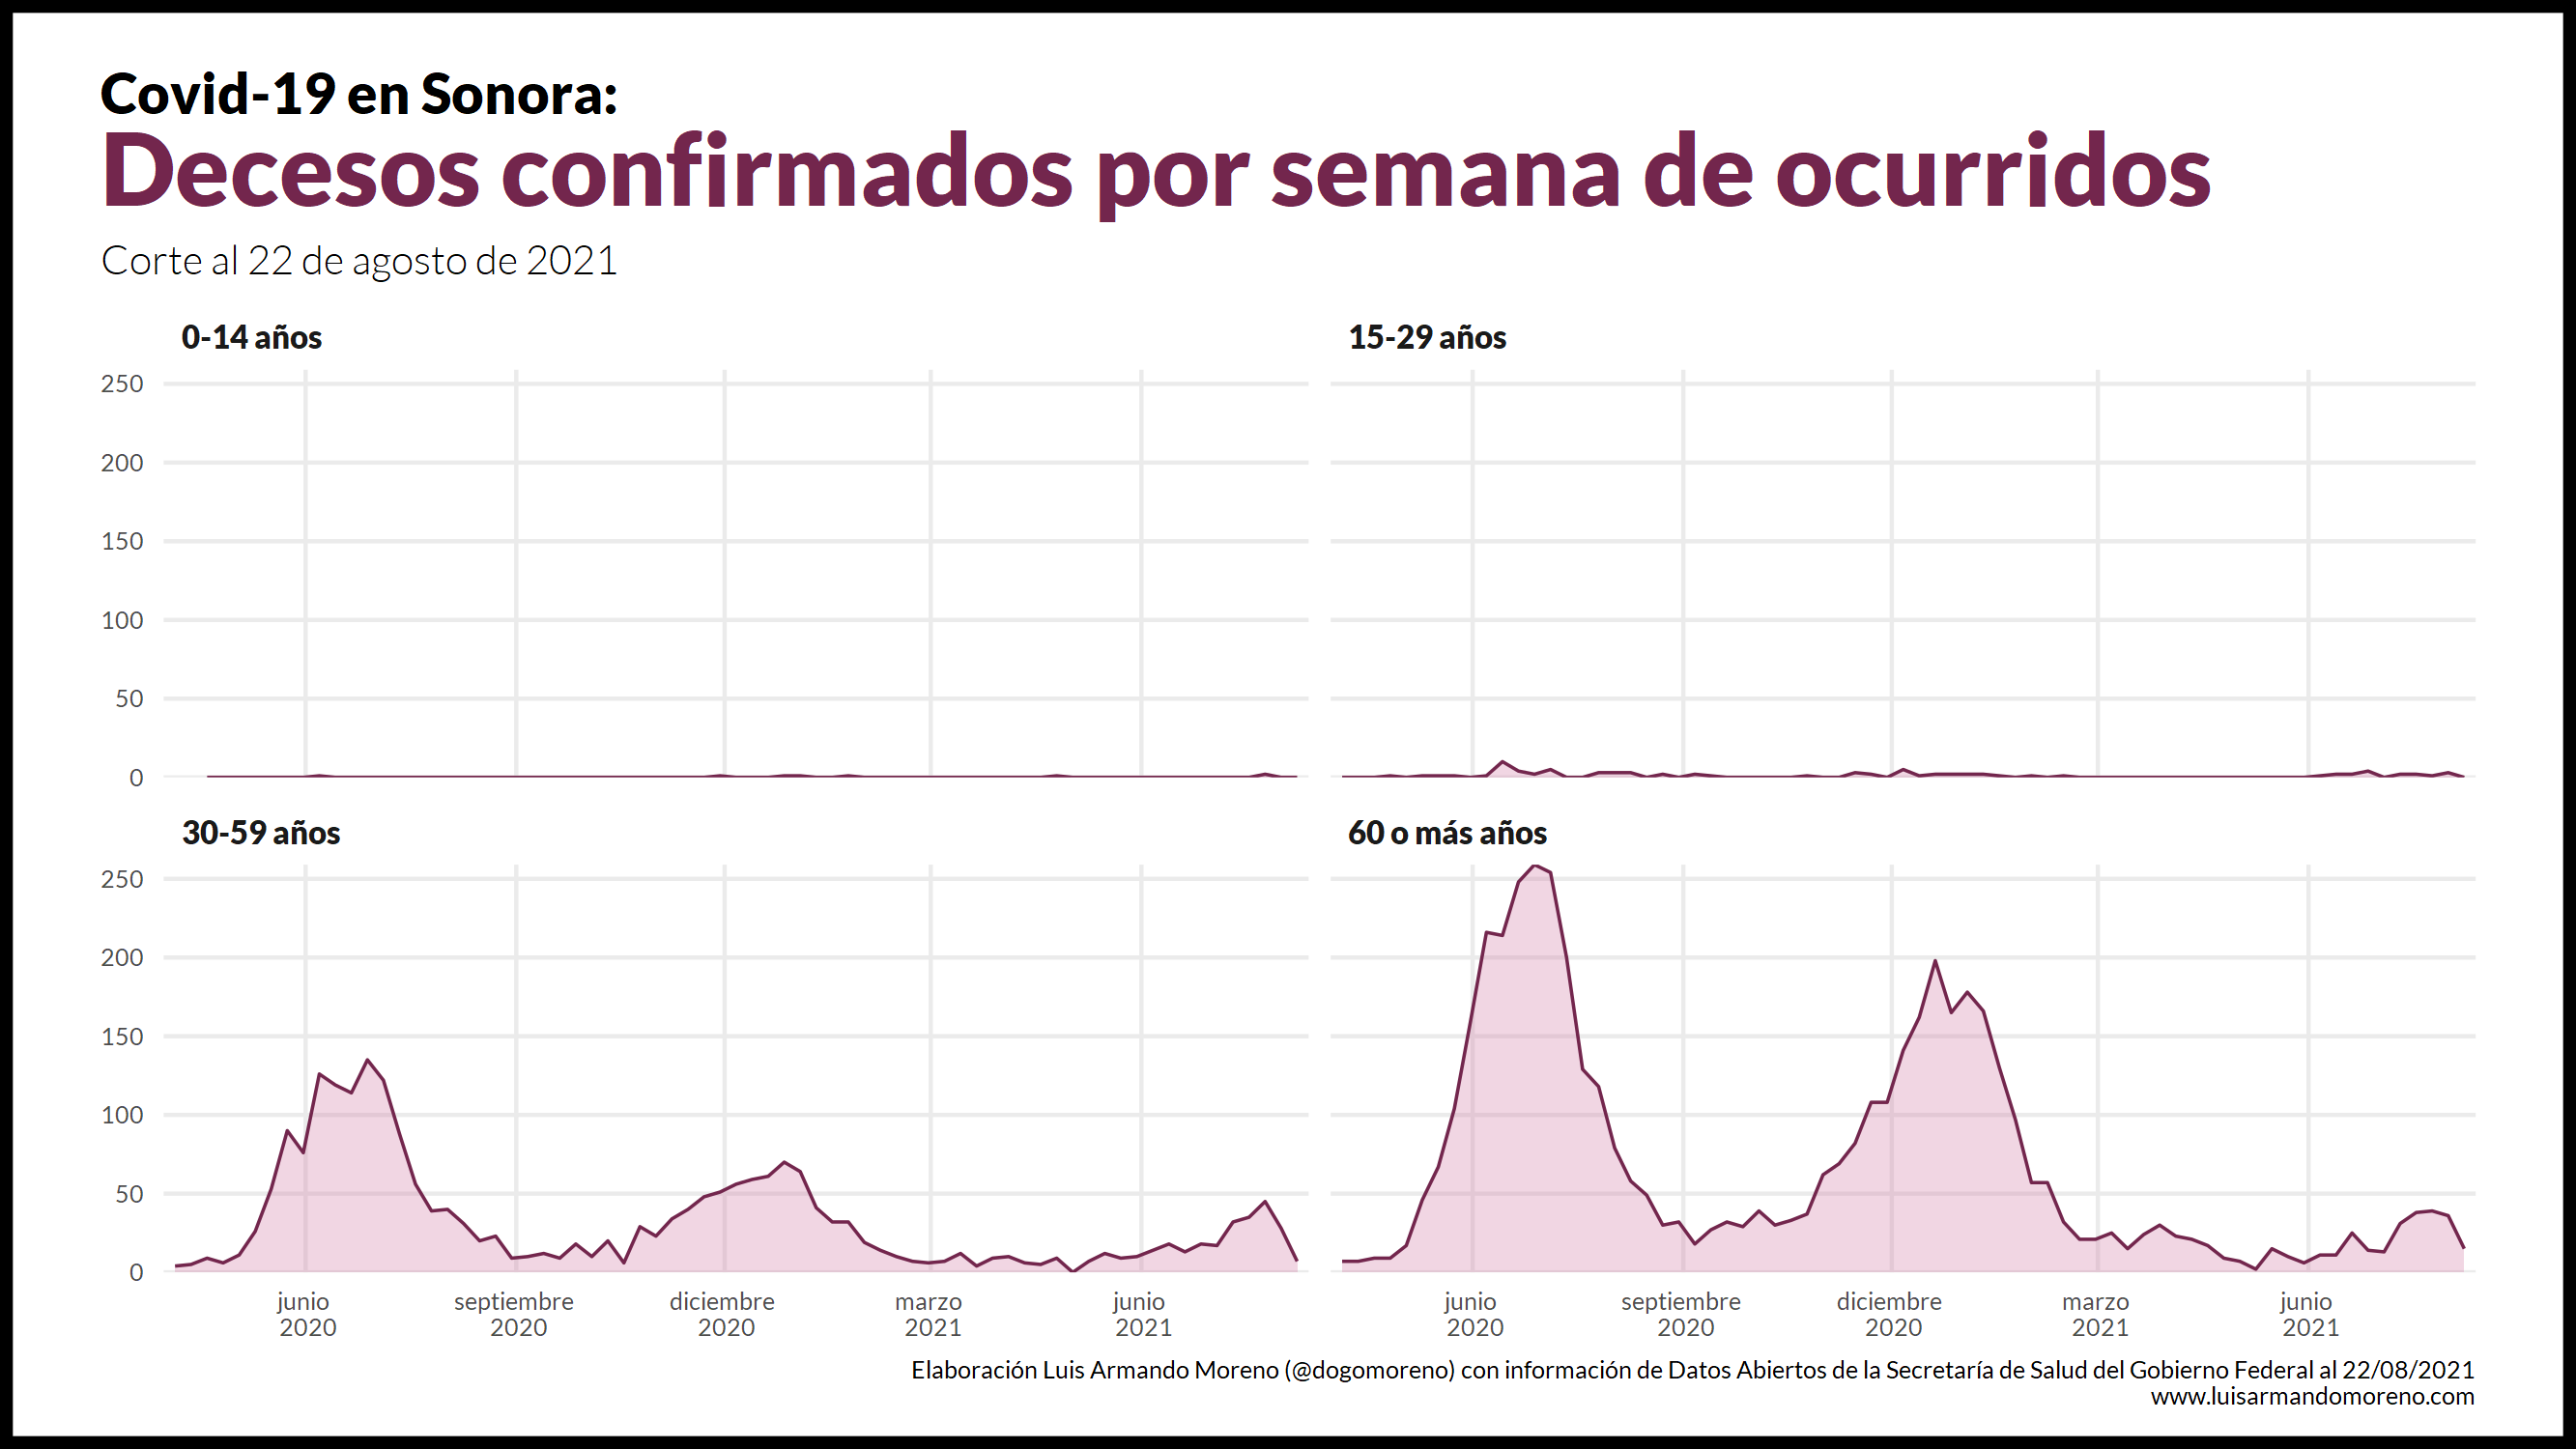 Covid-19 en Sonora:
Decesos confirmados por semana de ocurridos
Corte al 22 de agosto de 2021
0-14 años
250
200
150
100
50
0
15-29 años
30-59 años
250
200
150
100
50
0
60 o más años
junio
2020
septiembre
2020
diciembre
2020
marzo
2021
junio
2021
junio
2020
septiembre
2020
diciembre
2020
marzo
2021
junio
2021
Elaboración Luis Armando Moreno (@dogomoreno) con información de Datos Abiertos de la Secretaría de Salud del Gobierno Federal al 22/08/2021
www.luisarmandomoreno.com